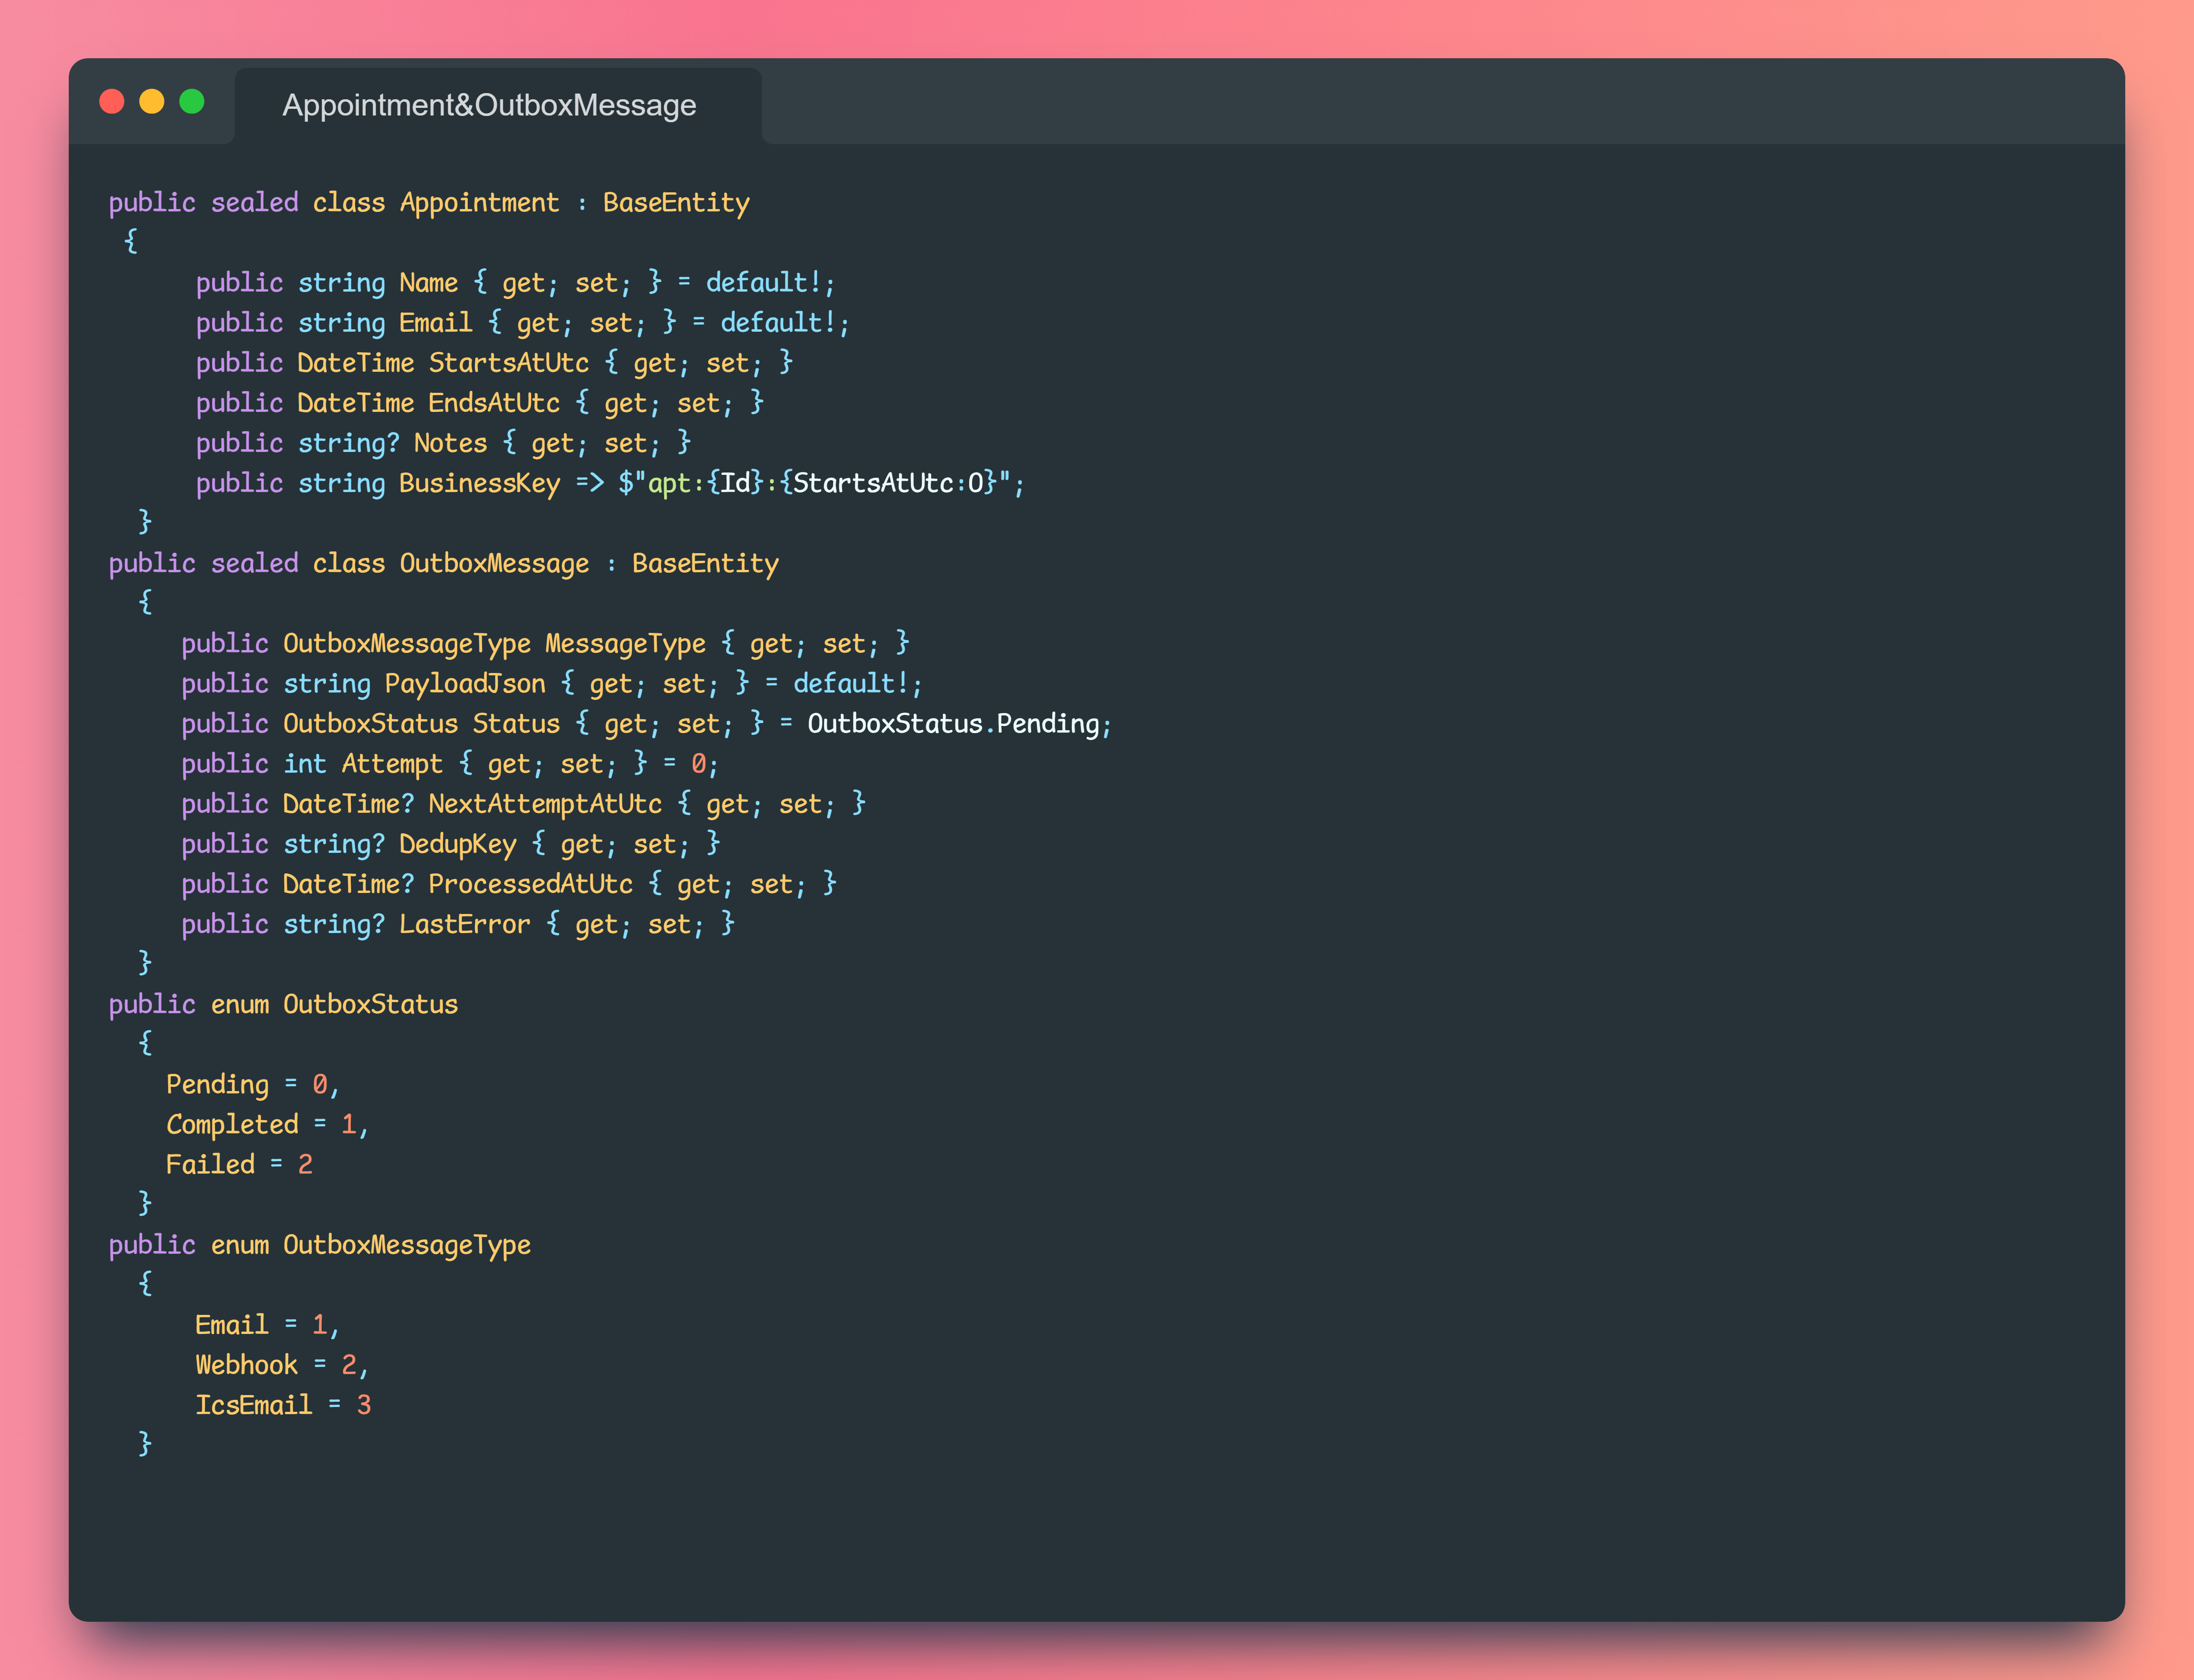 Appointment&OutboxMessage
public sealed class Appointment : BaseEntity
 {
      public string Name { get; set; } = default!;
      public string Email { get; set; } = default!;
      public DateTime StartsAtUtc { get; set; }
      public DateTime EndsAtUtc { get; set; }
      public string? Notes { get; set; }
      public string BusinessKey => $"apt:{Id}:{StartsAtUtc:O}";
  }
public sealed class OutboxMessage : BaseEntity
  {
     public OutboxMessageType MessageType { get; set; }
     public string PayloadJson { get; set; } = default!;
     public OutboxStatus Status { get; set; } = OutboxStatus.Pending;
     public int Attempt { get; set; } = 0;
     public DateTime? NextAttemptAtUtc { get; set; }
     public string? DedupKey { get; set; }
     public DateTime? ProcessedAtUtc { get; set; }
     public string? LastError { get; set; }
  }
public enum OutboxStatus
  {
    Pending = 0,
    Completed = 1,
    Failed = 2
  }
public enum OutboxMessageType
  {
      Email = 1,
      Webhook = 2,
      IcsEmail = 3
  }